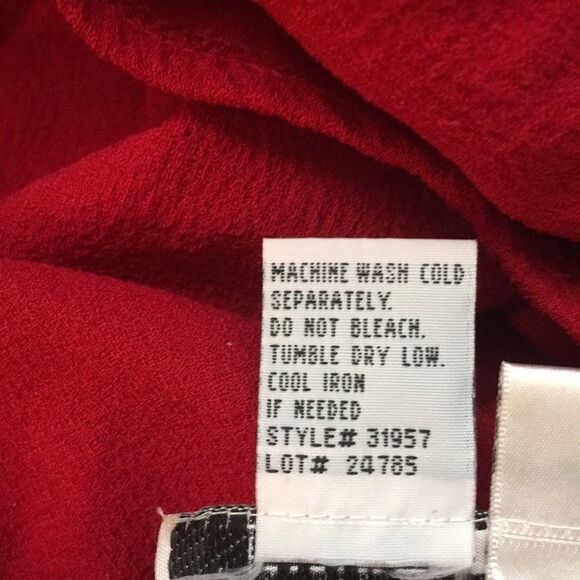 MACHINE WASH COLD
SEPARATELY.
DO NOT BLEACH.
TUMBLE DRY LOW.
COOL IRON
IF NEEDED
STYLE# 31957
LOT# 24785